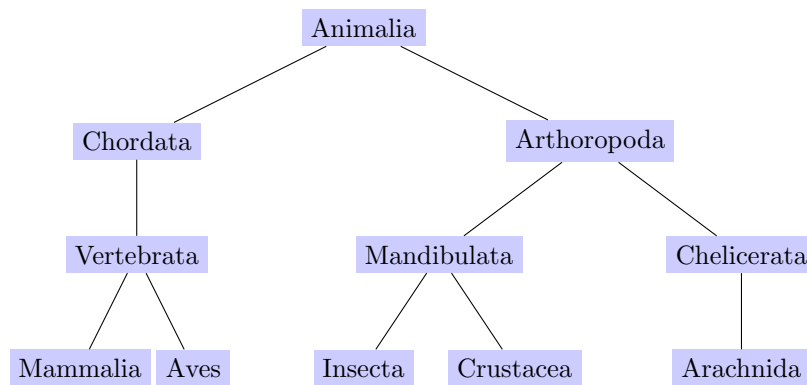 Animalia
Chordata
Arthoropoda
Vertebrata
Mandibulata
Chelicerata
Mammalia
Aves
Insecta
Crustacea
Arachnida